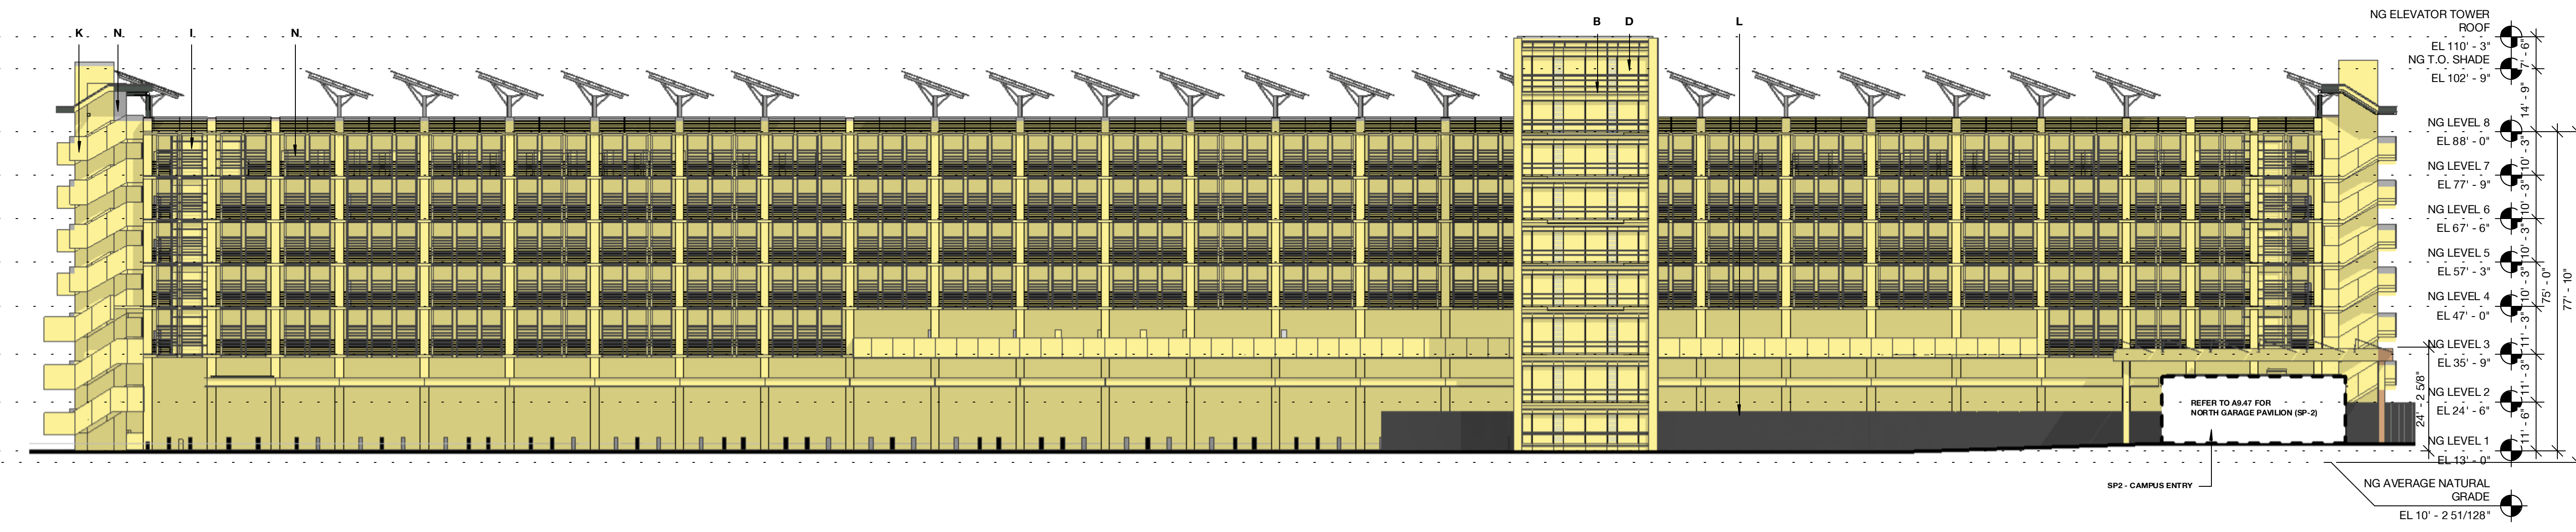 K N I N B D L
NG ELEVATOR TOWER
ROOF
EL 110' - 3"
7' - 6"
NG T.O. SHADE
EL 102' - 9"
14' - 9"
NG LEVEL 8
EL 88' - 0"
10' - 3"
NG LEVEL 7
EL 77' - 9"
10' - 3"
NG LEVEL 6
EL 67' - 6"
10' - 3"
NG LEVEL 5
EL 57' - 3"
10' - 3"
75' - 0"
77' - 10"
NG LEVEL 4
EL 47' - 0"
11' - 3"
NG LEVEL 3
EL 35' - 9"
11' - 3"
24' - 2 5/8"
NG LEVEL 2
EL 24' - 6"
11' - 6"
NG LEVEL 1
EL 13' - 0"
REFER TO A9.47 FOR
NORTH GARAGE PAVILION (SP-2)
SP2 - CAMPUS ENTRY
NG AVERAGE NATURAL
GRADE
EL 10' - 2 51/128"